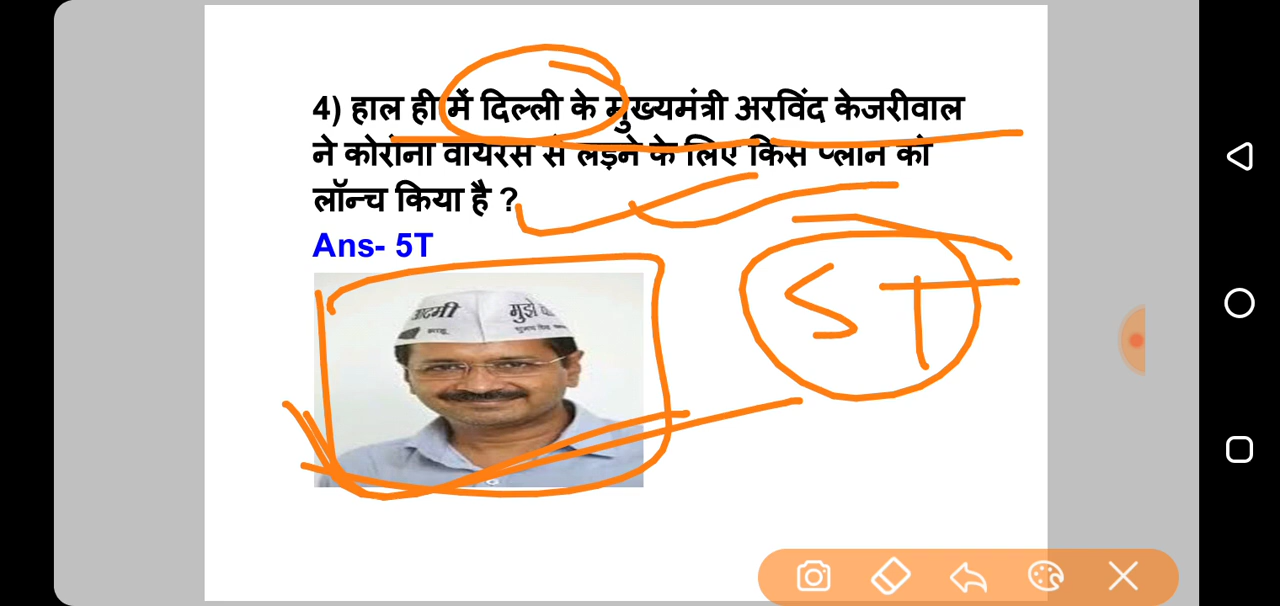 4) हाल ही में दिल्ली के मुख्यमंत्री अरविंद केजरीवाल
ने कोरोना वायरस से लड़ने के लिए किस प्लान को
लॉन्च किया है ?
Ans- 5T
5T
मुझे